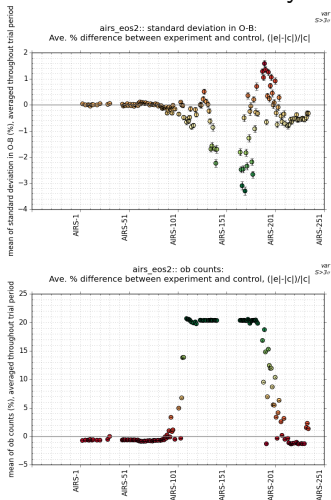 var
S>3σ
airs_eos2:: standard deviation in O-B:
Ave. % difference between experiment and control, (|e|-|c|)/|c|
mean of standard deviation in O-B (%), averaged throughout trial period
2
1
0
−1
−2
−3
−4
AIRS-1
AIRS-51
AIRS-101
AIRS-151
AIRS-201
AIRS-251
var
airs_eos2:: ob counts:
Ave. % difference between experiment and control, (|e|-|c|)/|c|
mean of ob counts (%), averaged throughout trial period
25
20
15
10
5
0
−5
AIRS-1
AIRS-51
AIRS-101
AIRS-151
AIRS-201
AIRS-251